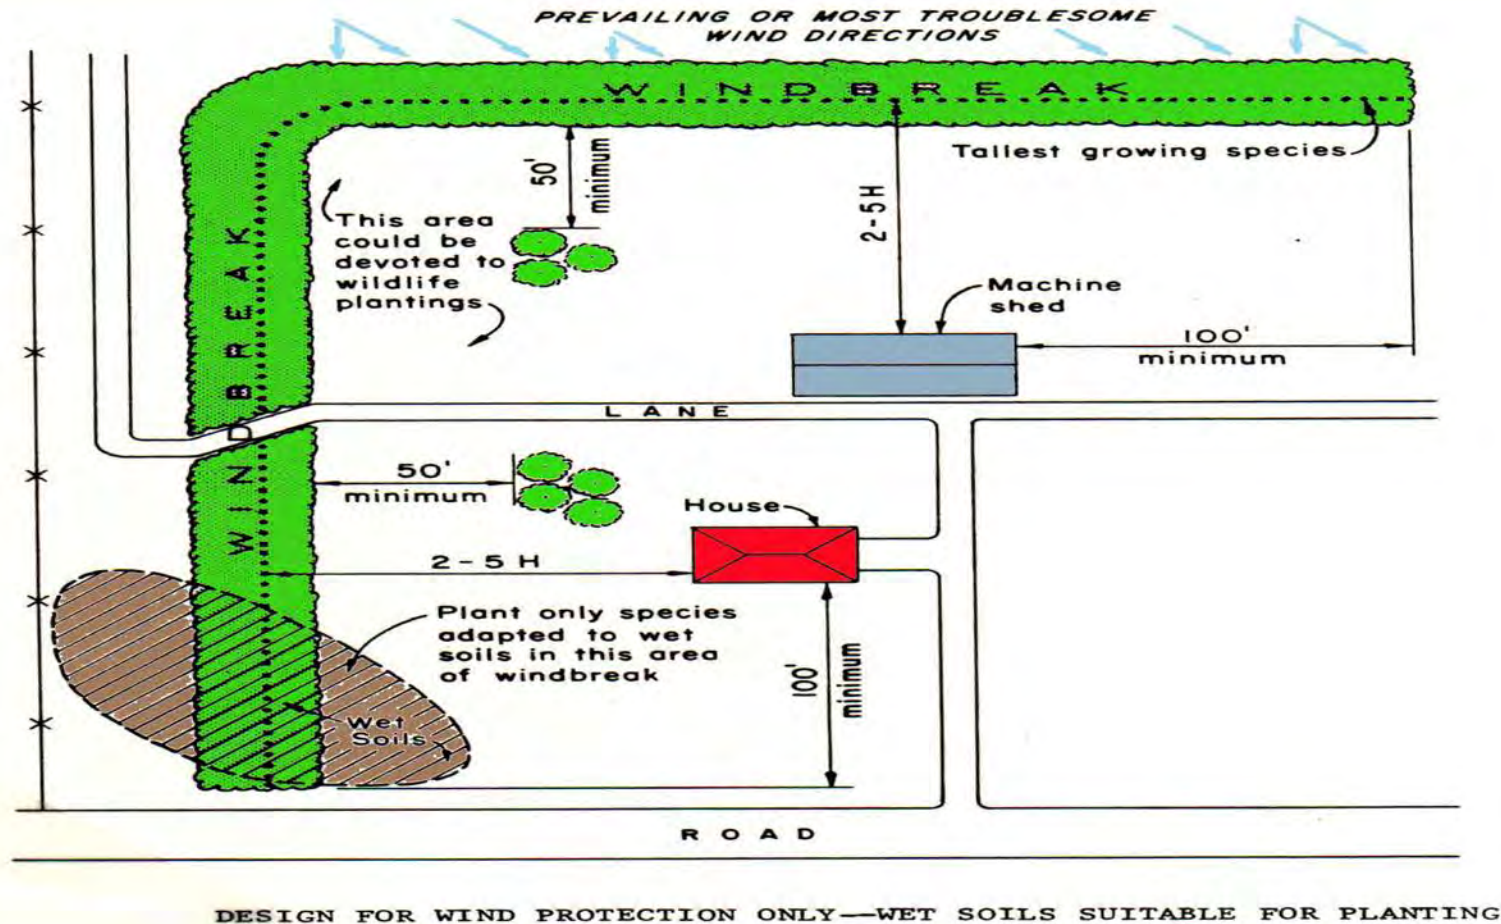 PREVAILING OR MOST TROUBLESOME
WIND DIRECTIONS
WINDBREAK
Tallest growing species
50'
minimum
2-5H
This area
could be
devoted to
wildlife
plantings
WINDBREAK
Machine
shed
100'
minimum
LANE
50'
minimum
House
2-5H
Plant only species
adapted to wet
soils in this area
of windbreak
100'
minimum
Wet
Soils
ROAD
DESIGN FOR WIND PROTECTION ONLY—WET SOILS SUITABLE FOR PLANTING